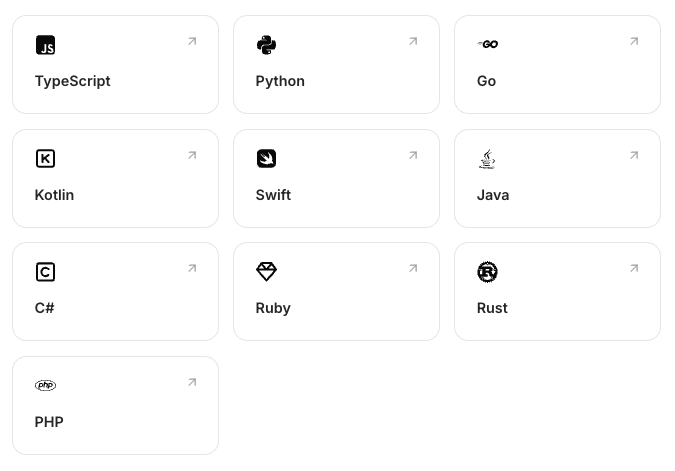 JS
TypeScript
Python
GO
Go
K
Kotlin
Swift
Java
C
C#
Ruby
R
Rust
php
PHP